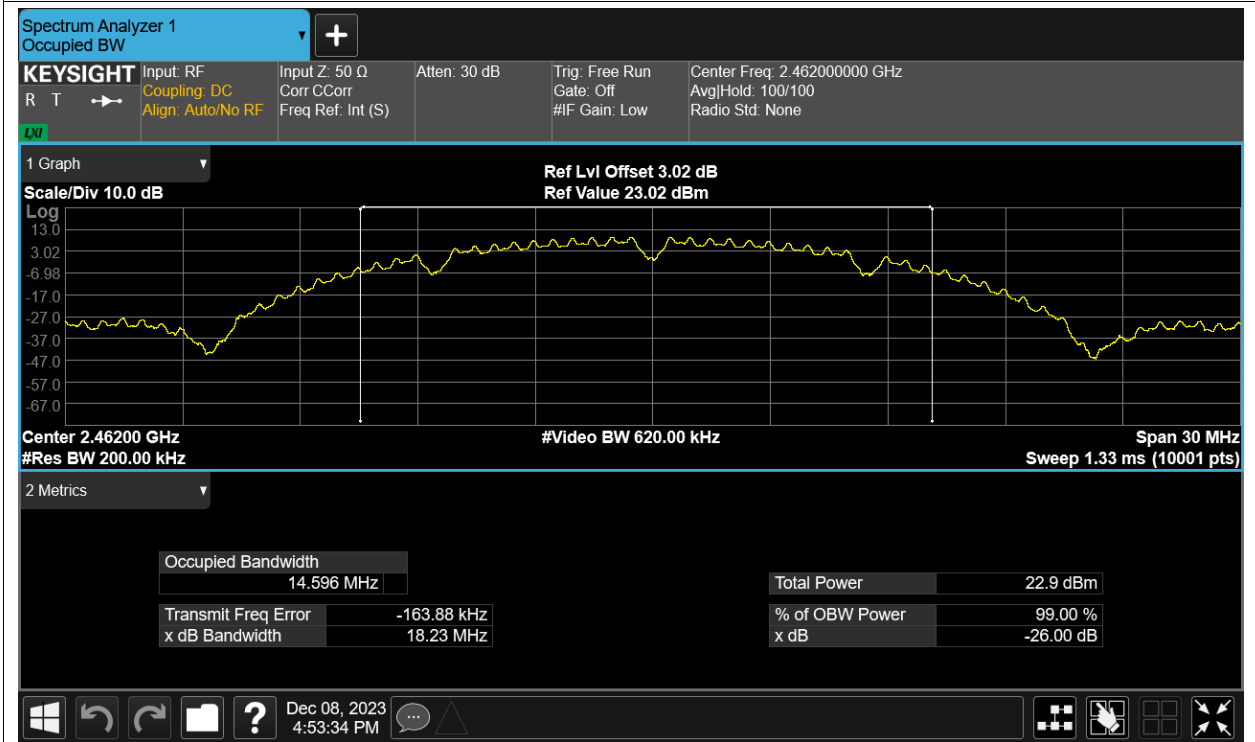 Spectrum Analyzer 1
Occupied BW
KEYSIGHT
R T
LXI
Input: RF
Coupling: DC
Align: Auto/No RF
Input Z: 50 Ω
Corr CCorr
Freq Ref: Int (S)
Atten: 30 dB
Trig: Free Run
Gate: Off
#IF Gain: Low
Center Freq: 2.462000000 GHz
Avg|Hold: 100/100
Radio Std: None
1 Graph
Scale/Div 10.0 dB
Ref Lvl Offset 3.02 dB
Ref Value 23.02 dBm
Log
13.0
3.02
-6.98
-17.0
-27.0
-37.0
-47.0
-57.0
-67.0
Center 2.46200 GHz
#Video BW 620.00 kHz
Span 30 MHz
#Res BW 200.00 kHz
Sweep 1.33 ms (10001 pts)
2 Metrics
Occupied Bandwidth
14.596 MHz
Total Power 22.9 dBm
Transmit Freq Error -163.88 kHz
% of OBW Power 99.00 %
x dB Bandwidth 18.23 MHz
x dB -26.00 dB
?
Dec 08, 2023
4:53:34 PM